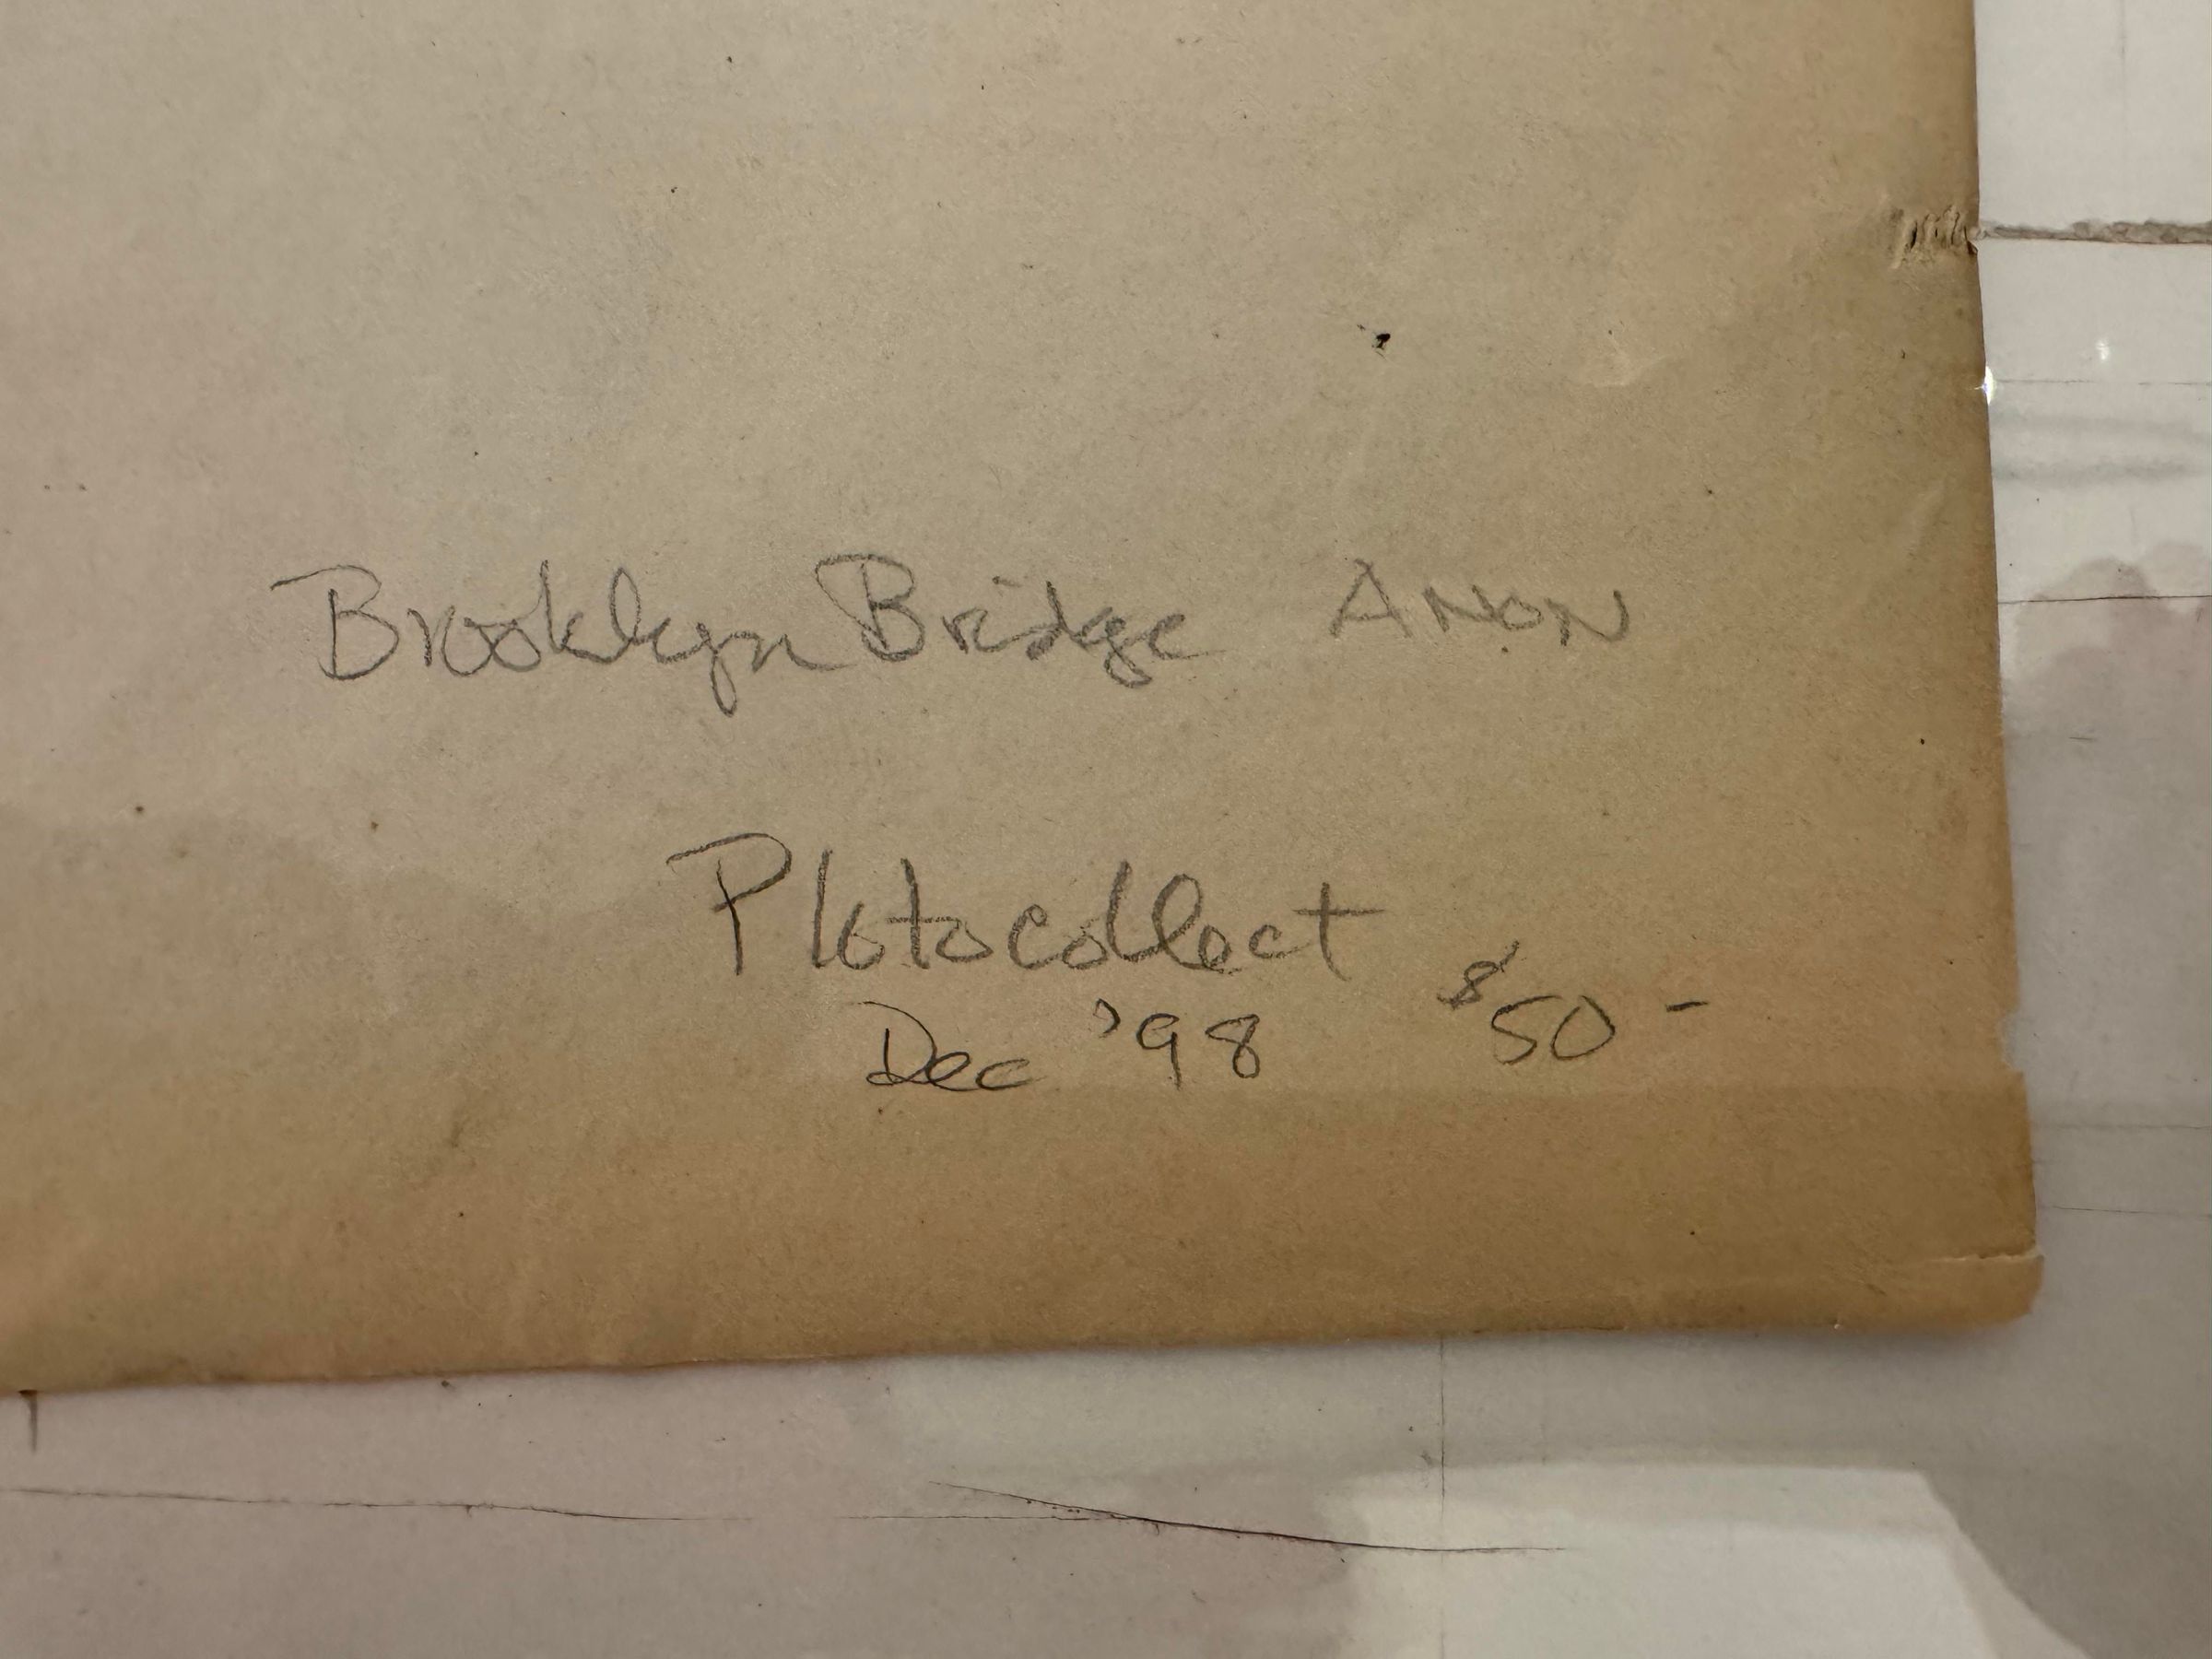 Brooklyn Bridge ANON
Photocollect
Dec '98 $50-